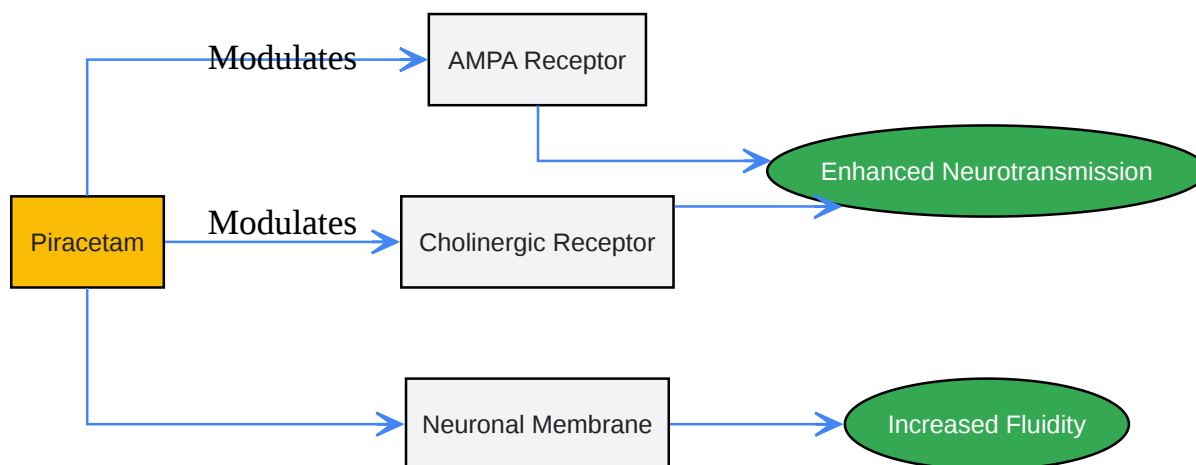 Modulates
AMPA Receptor
Enhanced Neurotransmission
Piracetam
Modulates
Cholinergic Receptor
Neuronal Membrane
Increased Fluidity